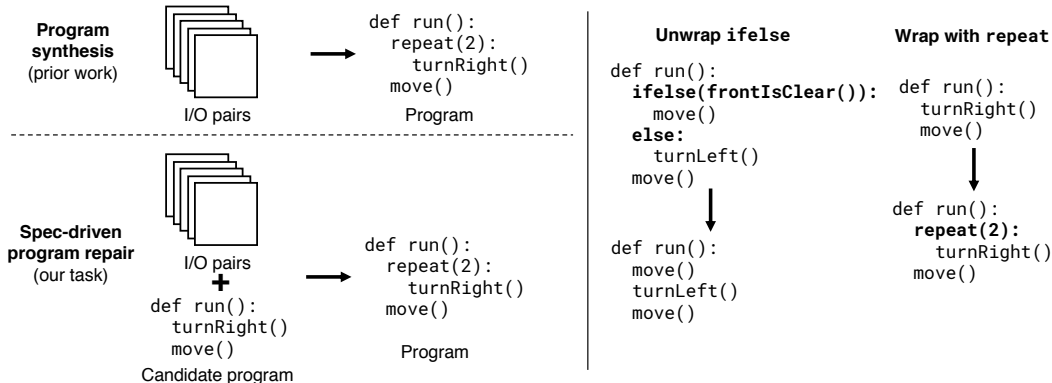 Program
synthesis
(prior work)
I/O pairs
def run():
  repeat(2):
    turnRight()
  move()
Program
Spec-driven
program repair
(our task)
I/O pairs
+
def run():
  turnRight()
  move()
Candidate program
def run():
  repeat(2):
    turnRight()
  move()
Program
Unwrap ifelse
def run():
  ifelse(frontIsClear()):
    move()
  else:
    turnLeft()
  move()
def run():
  move()
  turnLeft()
  move()
Wrap with repeat
def run():
  turnRight()
  move()
def run():
  repeat(2):
    turnRight()
  move()